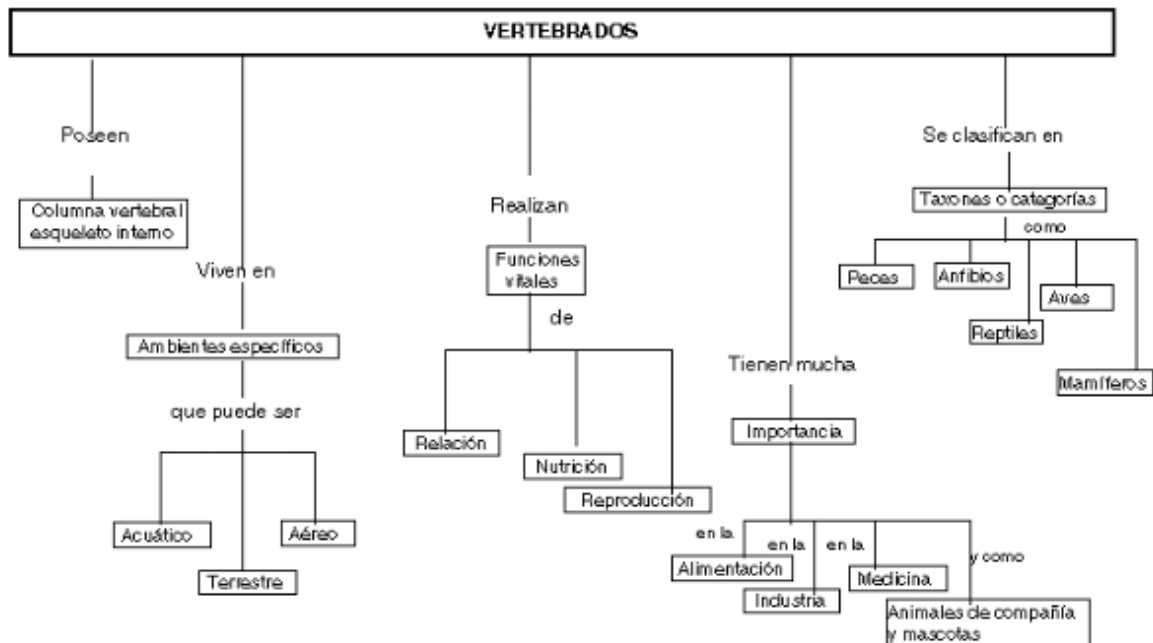 VERTEBRADOS
Poseen
Columna vertebral
esqueleto interno
Viven en
Ambientes específicos
que puede ser
Acuático
Aéreo
Terrestre
Realizan
Funciones
vitales
de
Relación
Nutrición
Reproducción
Tienen mucha
Importancia
en la
Alimentación
en la
Industria
en la
Medicina
y como
Animales de compañía
y mascotas
Se clasifican en
Taxones o categorías
como
Peces
Anfibios
Reptiles
Aves
Mamíferos